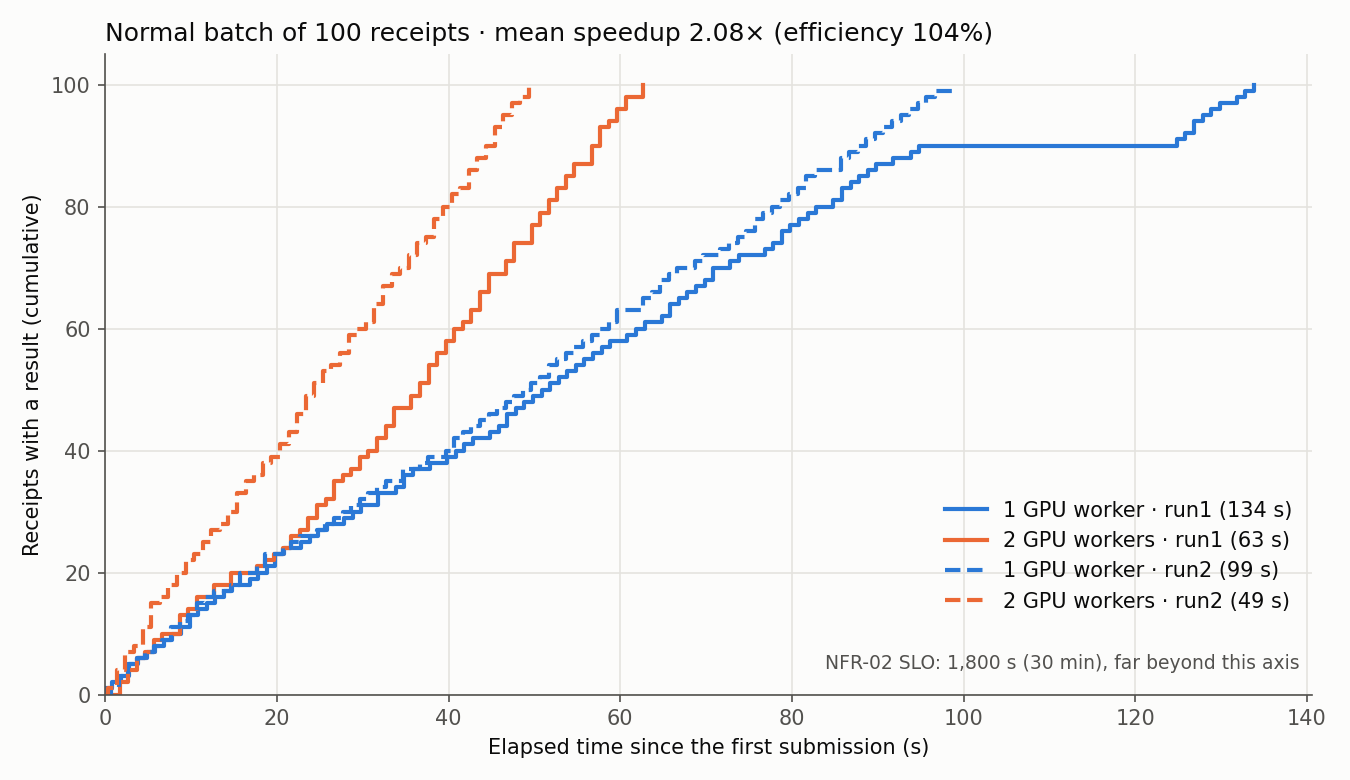 Normal batch of 100 receipts · mean speedup 2.08× (efficiency 104%)
Receipts with a result (cumulative)
100
80
60
40
20
0
1 GPU worker · run1 (134 s)
2 GPU workers · run1 (63 s)
1 GPU worker · run2 (99 s)
2 GPU workers · run2 (49 s)
NFR-02 SLO: 1,800 s (30 min), far beyond this axis
0 20 40 60 80 100 120 140
Elapsed time since the first submission (s)